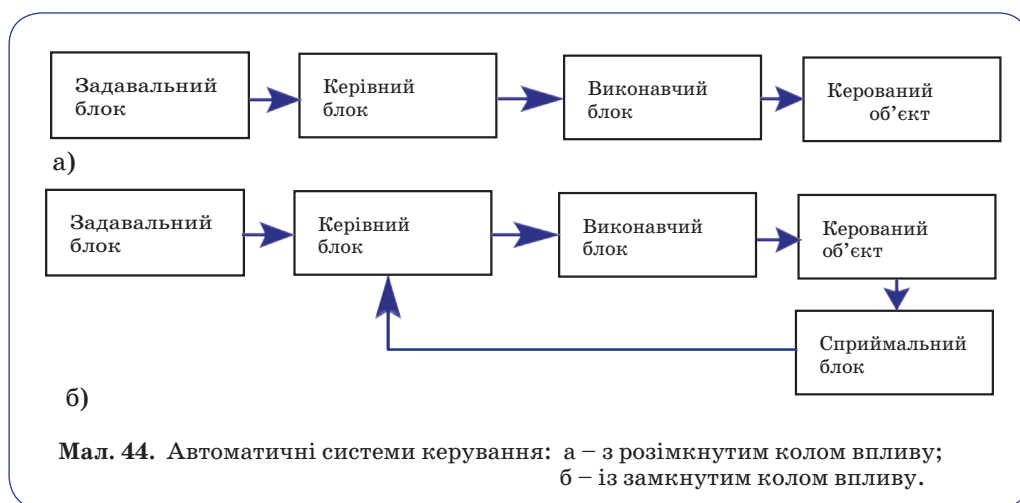 Задавальний
блок
Керівний
блок
Виконавчий
блок
Керований
об’єкт
а)
Задавальний
блок
Керівний
блок
Виконавчий
блок
Керований
об’єкт
Сприймальний
блок
б)
Мал. 44. Автоматичні системи керування: а – з розімкнутим колом впливу;
б – із замкнутим колом впливу.